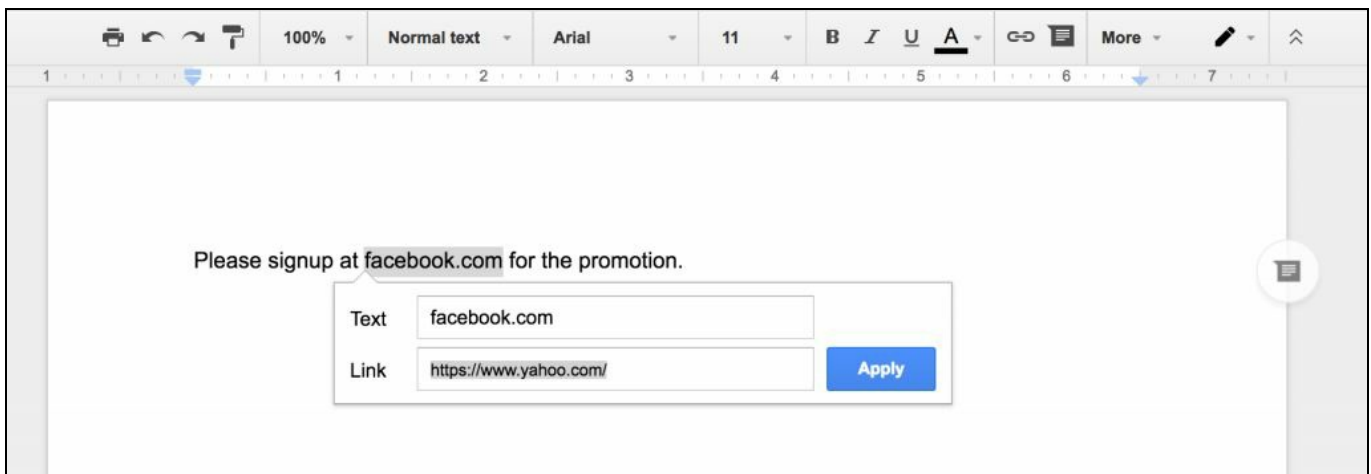 100% Normal text Arial 11 B I U A More
1 1 2 3 4 5 6 7
Please signup at facebook.com for the promotion.
Text facebook.com
Link https://www.yahoo.com/ Apply